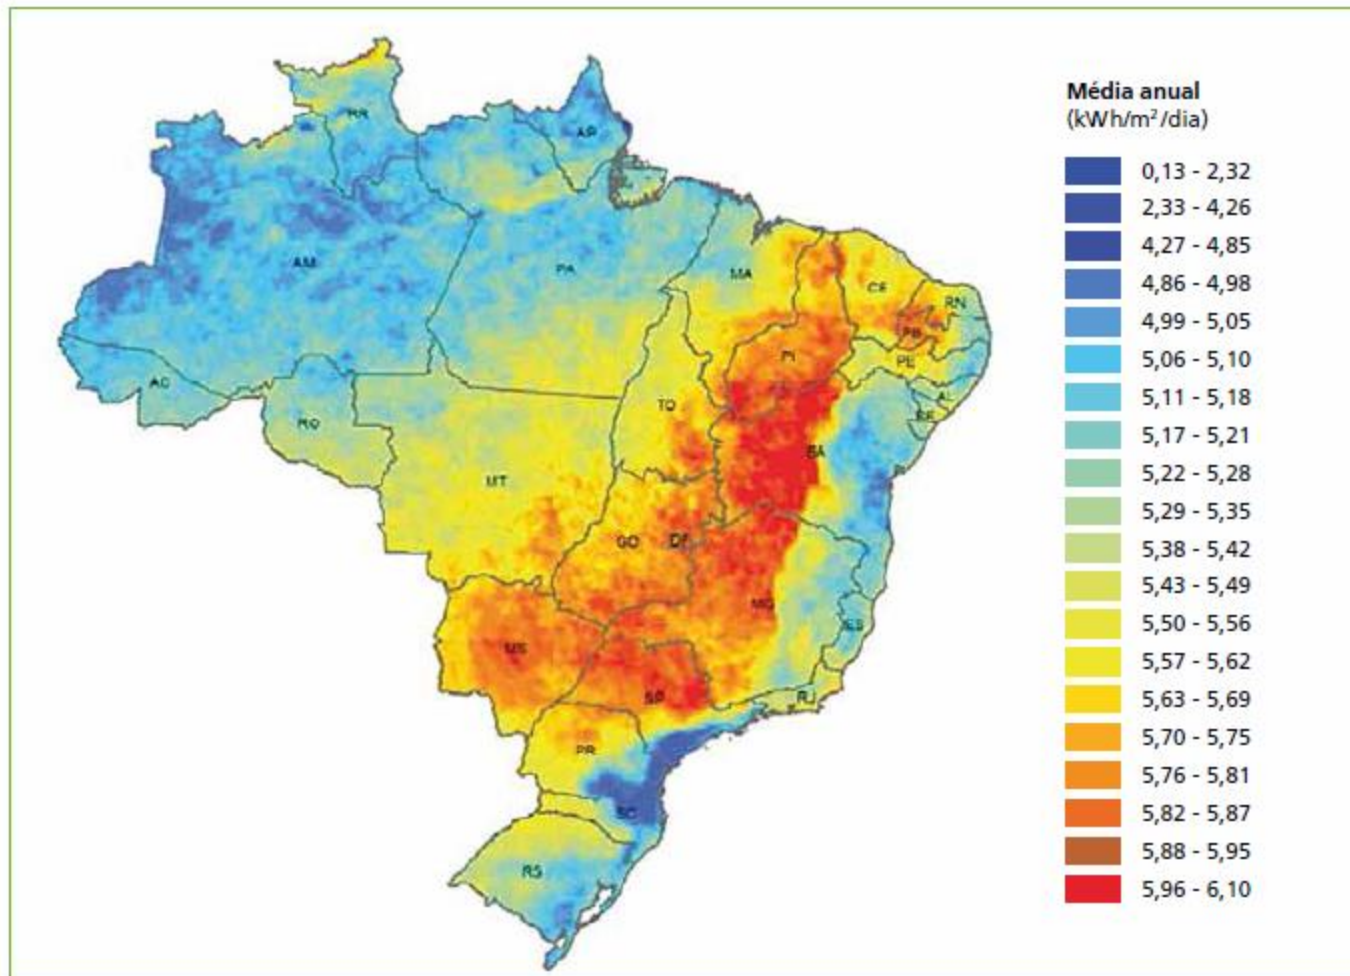 Média anual
(kWh/m²/dia)
0,13 - 2,32
2,33 - 4,26
4,27 - 4,85
4,86 - 4,98
4,99 - 5,05
5,06 - 5,10
5,11 - 5,18
5,17 - 5,21
5,22 - 5,28
5,29 - 5,35
5,38 - 5,42
5,43 - 5,49
5,50 - 5,56
5,57 - 5,62
5,63 - 5,69
5,70 - 5,75
5,76 - 5,81
5,82 - 5,87
5,88 - 5,95
5,96 - 6,10
RR
AP
AM
PA
MA
CE
RN
PB
PI
PE
AC
AL
SE
TO
RO
BA
MT
GO
DF
MG
ES
MS
SP
RJ
PR
SC
RS